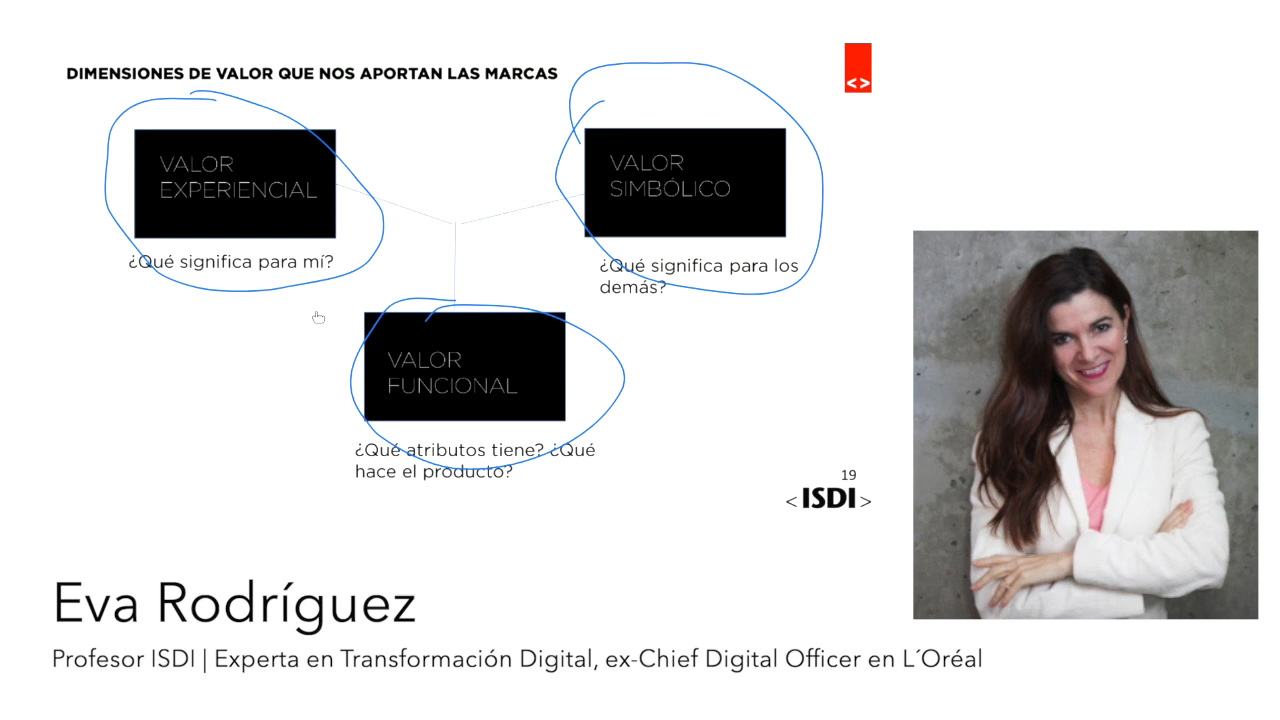 DIMENSIONES DE VALOR QUE NOS APORTAN LAS MARCAS
<>
VALOR
EXPERIENCIAL
¿Qué significa para mí?
VALOR
SIMBÓLICO
¿Qué significa para los
demás?
VALOR
FUNCIONAL
¿Qué atributos tiene? ¿Qué
hace el producto?
19
<ISDI>
Eva Rodríguez
Profesor ISDI | Experta en Transformación Digital, ex-Chief Digital Officer en L´Oréal